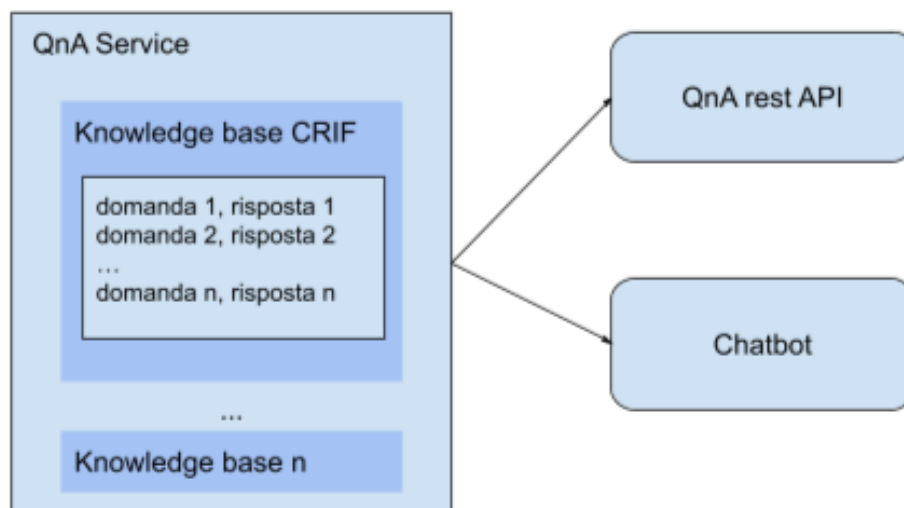 QnA Service
Knowledge base CRIF
domanda 1, risposta 1
domanda 2, risposta 2
...
domanda n, risposta n
...
Knowledge base n
QnA rest API
Chatbot